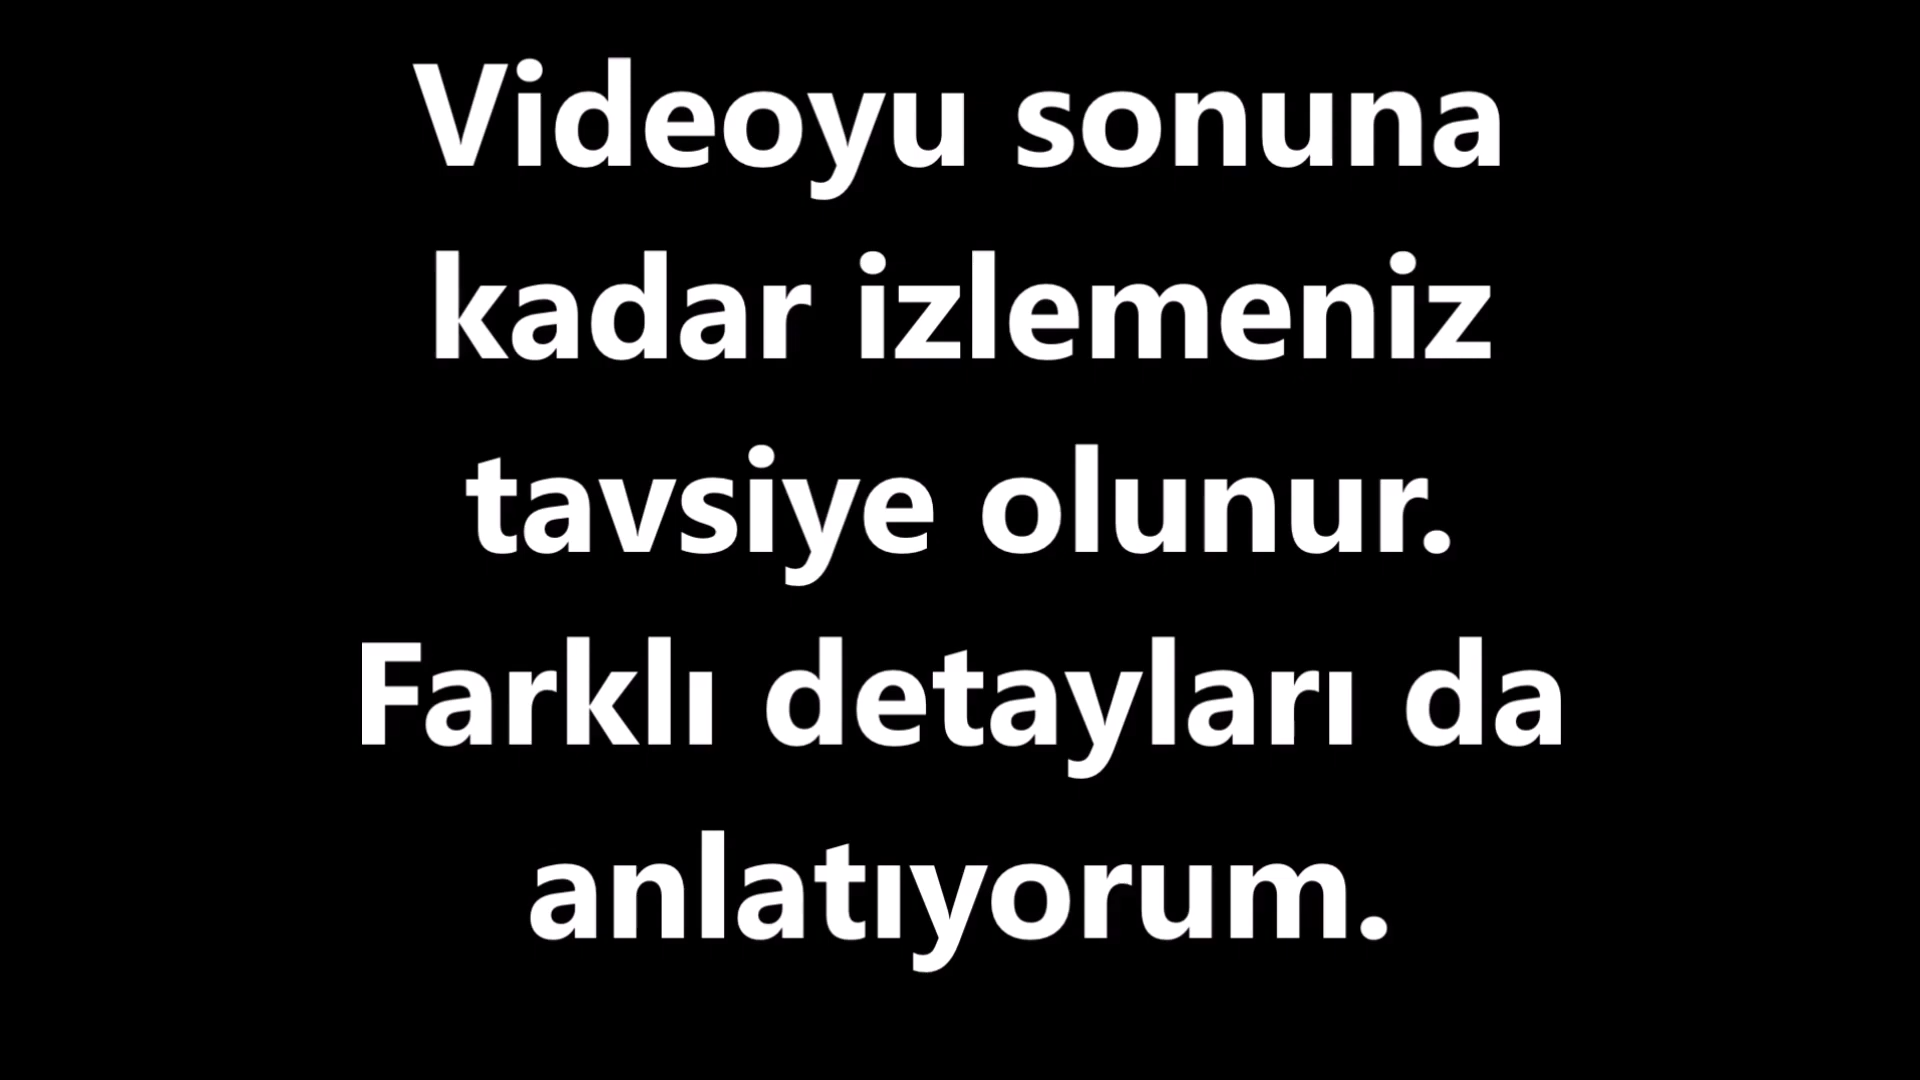 Videoyu sonuna
kadar izlemeniz
tavsiye olunur.
Farklı detayları da
anlatıyorum.